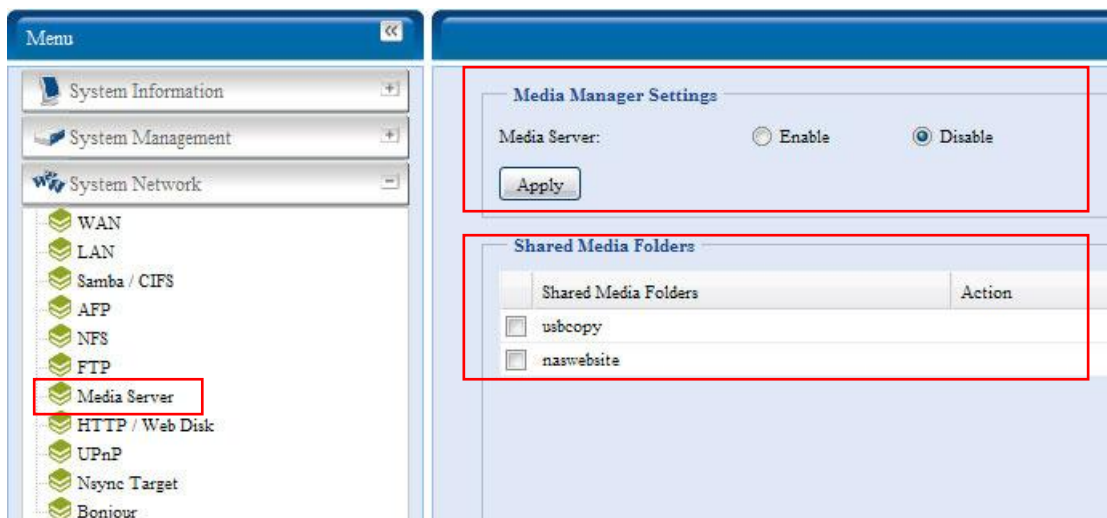 Menu
System Information
System Management
System Network
WAN
LAN
Samba / CIFS
AFP
NFS
FTP
Media Server
HTTP / Web Disk
UPnP
Nsync Target
Bonjour
Media Manager Settings
Media Server: Enable Disable
Apply
Shared Media Folders
Shared Media Folders Action
usbcopy
naswebsite